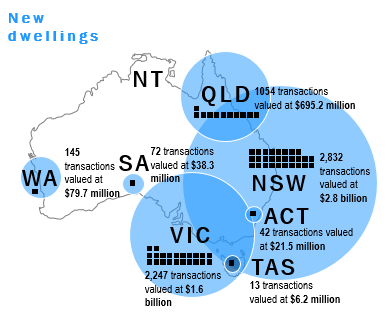 New
dwellings
NT
QLD
1054 transactions
valued at $695.2 million
WA
145
transactions
valued at
$79.7 million
SA
72 transactions
valued at $38.3
million
NSW
2,832
transactions
valued at
$2.8 billion
ACT
42 transactions valued
at $21.5 million
VIC
2,247 transactions
valued at $1.6
billion
TAS
13 transactions
valued at $6.2 million